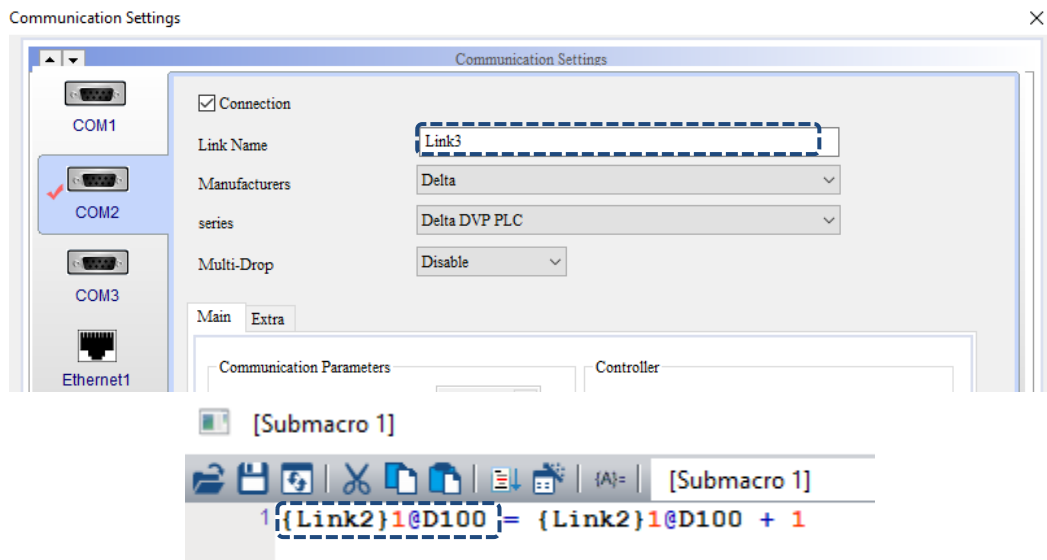 Communication Settings
Communication Settings
COM1
COM2
COM3
Ethernet1
Connection
Link Name Link3
Manufacturers Delta
series Delta DVP PLC
Multi-Drop Disable
Main Extra
Communication Parameters Controller
[Submacro 1]
{A}= [Submacro 1]
1 {Link2}1@D100 = {Link2}1@D100 + 1